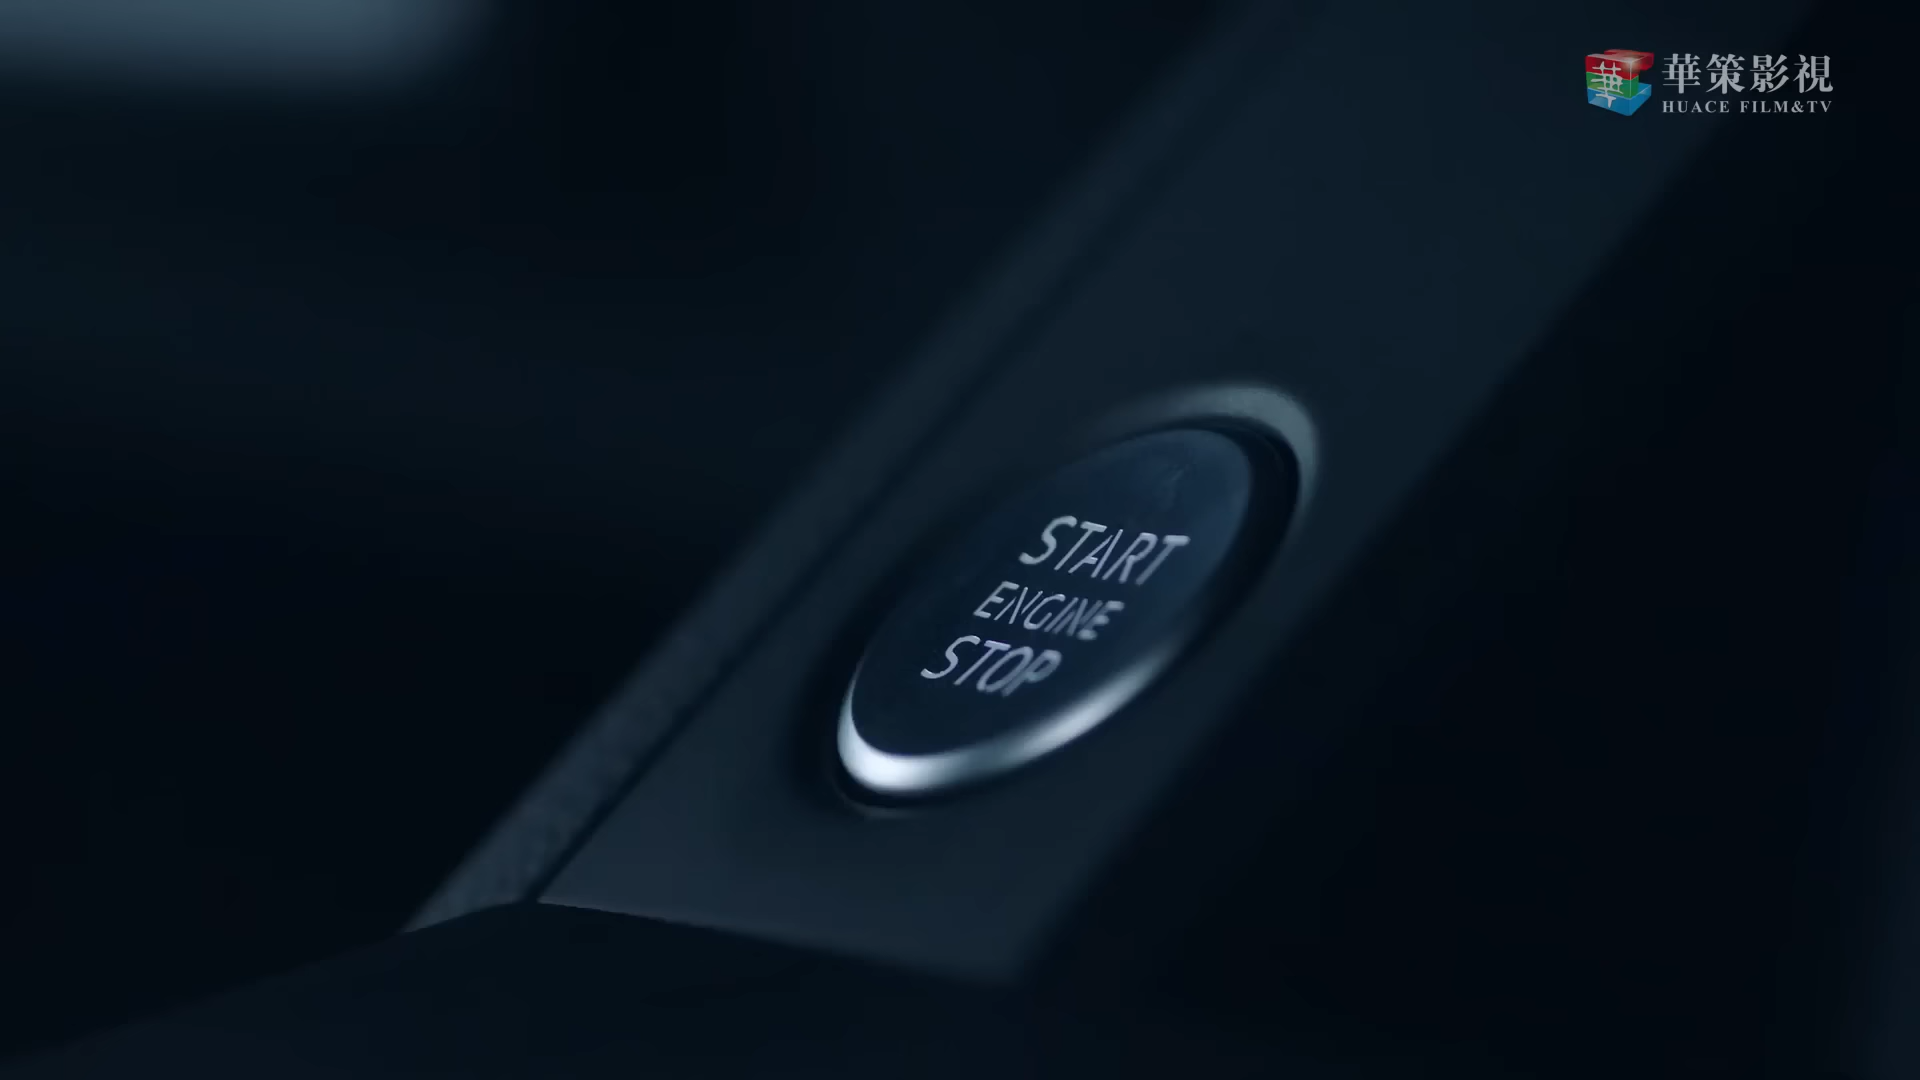 華策影視
HUACE FILM&TV
START
ENGINE
STOP